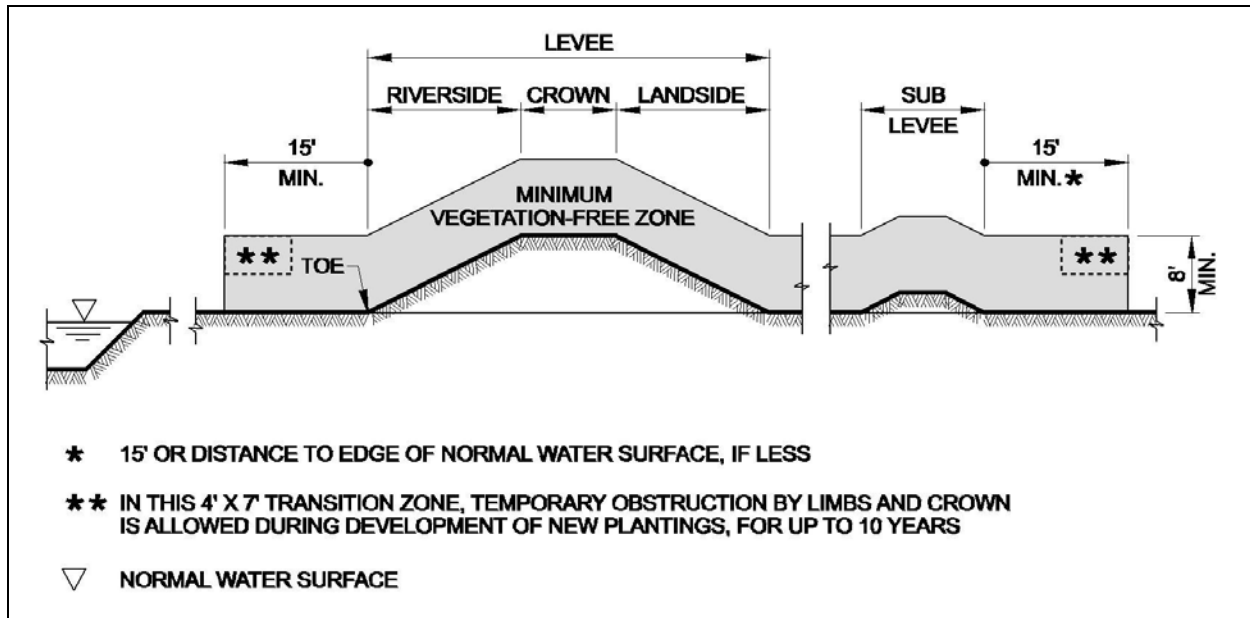 LEVEE
RIVERSIDE CROWN LANDSIDE
SUB
LEVEE
15'
MIN.
15'
MIN.*
MINIMUM
VEGETATION-FREE ZONE
**
TOE
**
8'
MIN.
* 15' OR DISTANCE TO EDGE OF NORMAL WATER SURFACE, IF LESS
** IN THIS 4' X 7' TRANSITION ZONE, TEMPORARY OBSTRUCTION BY LIMBS AND CROWN
IS ALLOWED DURING DEVELOPMENT OF NEW PLANTINGS, FOR UP TO 10 YEARS
NORMAL WATER SURFACE